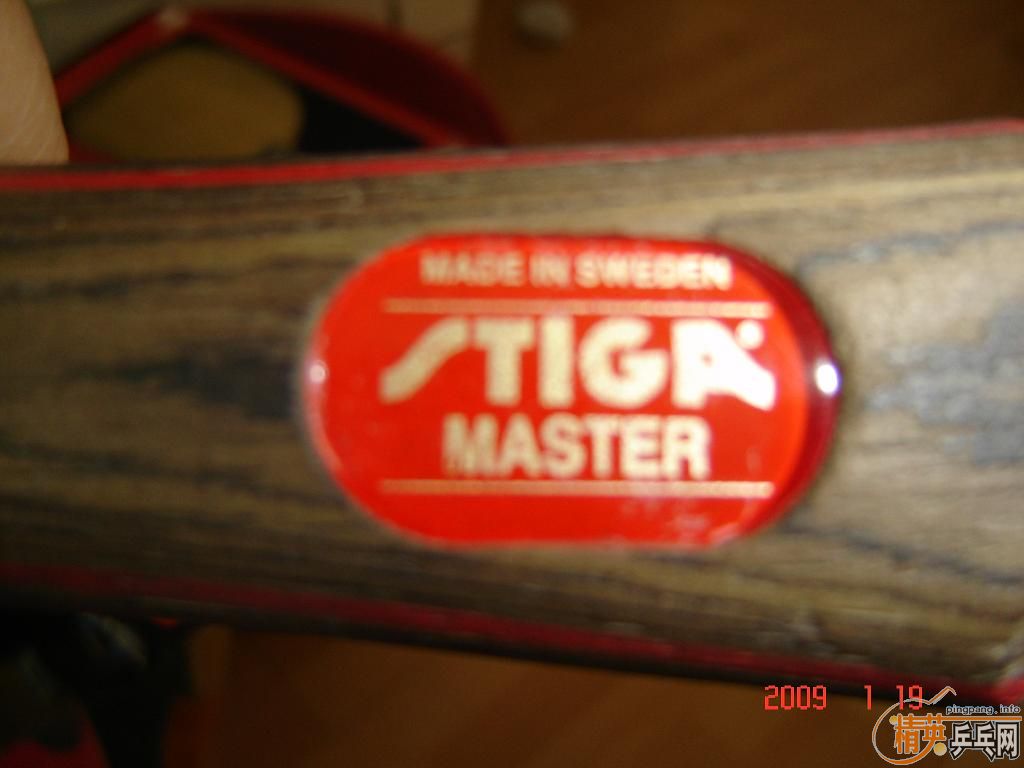 MADE IN SWEDEN
STIGA
MASTER
2009 1 19
pingpang.info
精英乒乓网